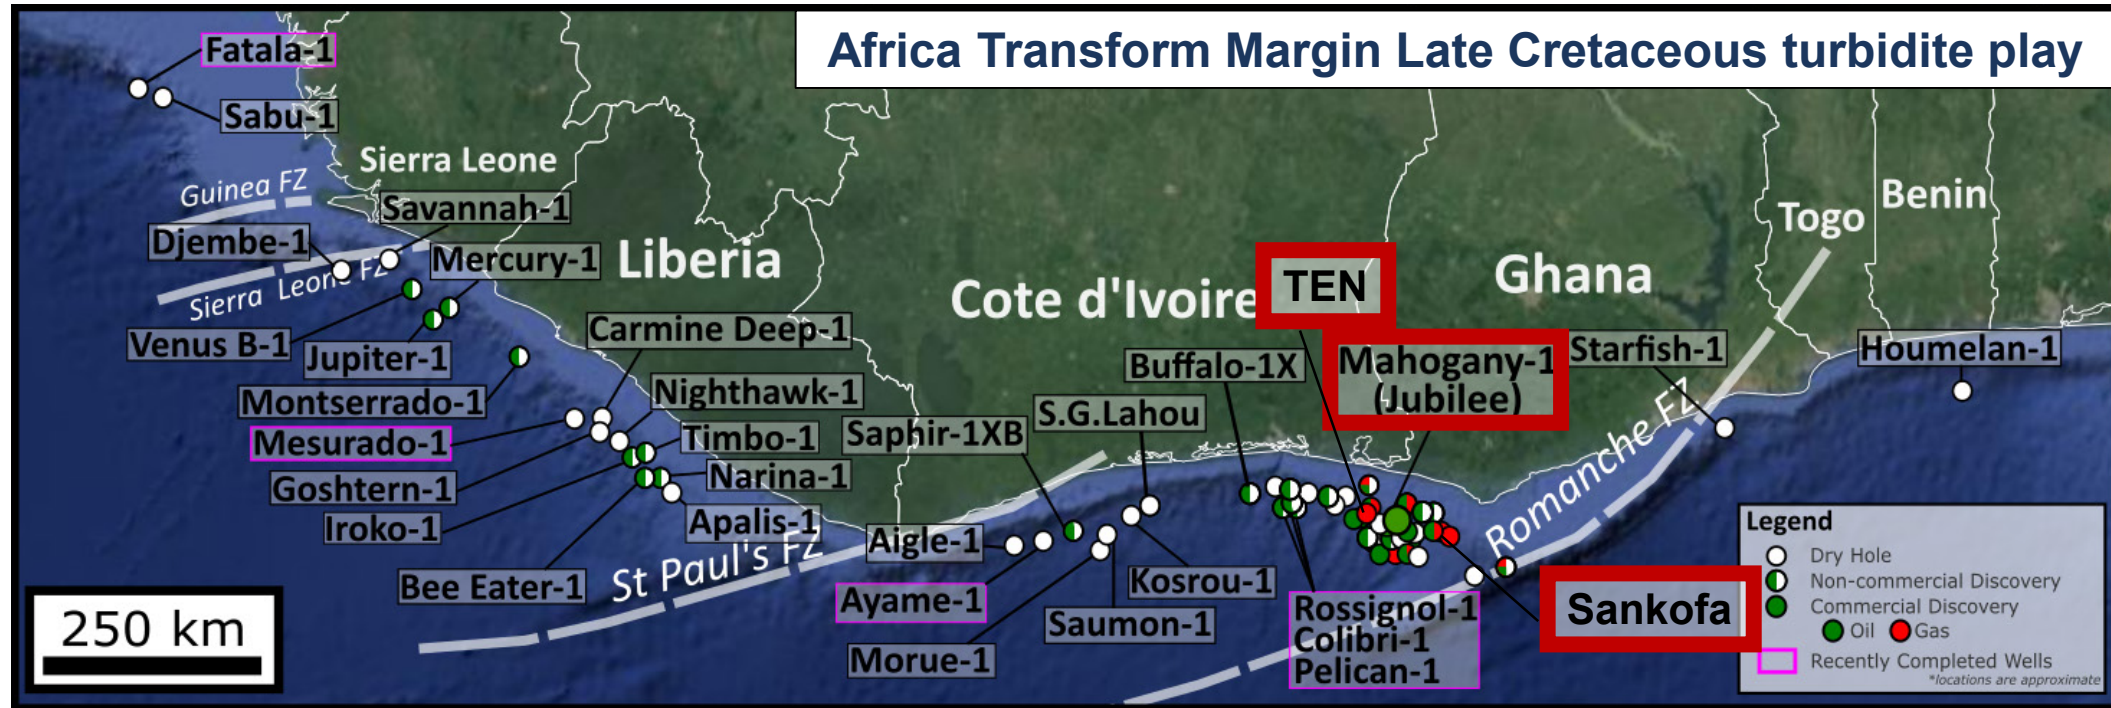 Africa Transform Margin Late Cretaceous turbidite play
Fatala-1
Sabu-1
Sierra Leone
Guinea FZ
Savannah-1
Djembe-1
Mercury-1
Sierra Leone FZ
Venus B-1
Jupiter-1
Montserrado-1
Mesurado-1
Goshtern-1
Iroko-1
Bee Eater-1
Liberia
Carmine Deep-1
Nighthawk-1
Timbo-1
Narina-1
Apalis-1
St Paul's FZ
Cote d'Ivoire
Saphir-1XB
S.G.Lahou
Buffalo-1X
Aigle-1
Ayame-1
Morue-1
Saumon-1
Kosrou-1
Rossignol-1
Colibri-1
Pelican-1
TEN
Mahogany-1
(Jubilee)
Ghana
Starfish-1
Sankofa
Romanche FZ
Togo
Benin
Houmelan-1
250 km
Legend
Dry Hole
Non-commercial Discovery
Commercial Discovery
Oil Gas
Recently Completed Wells
*locations are approximate